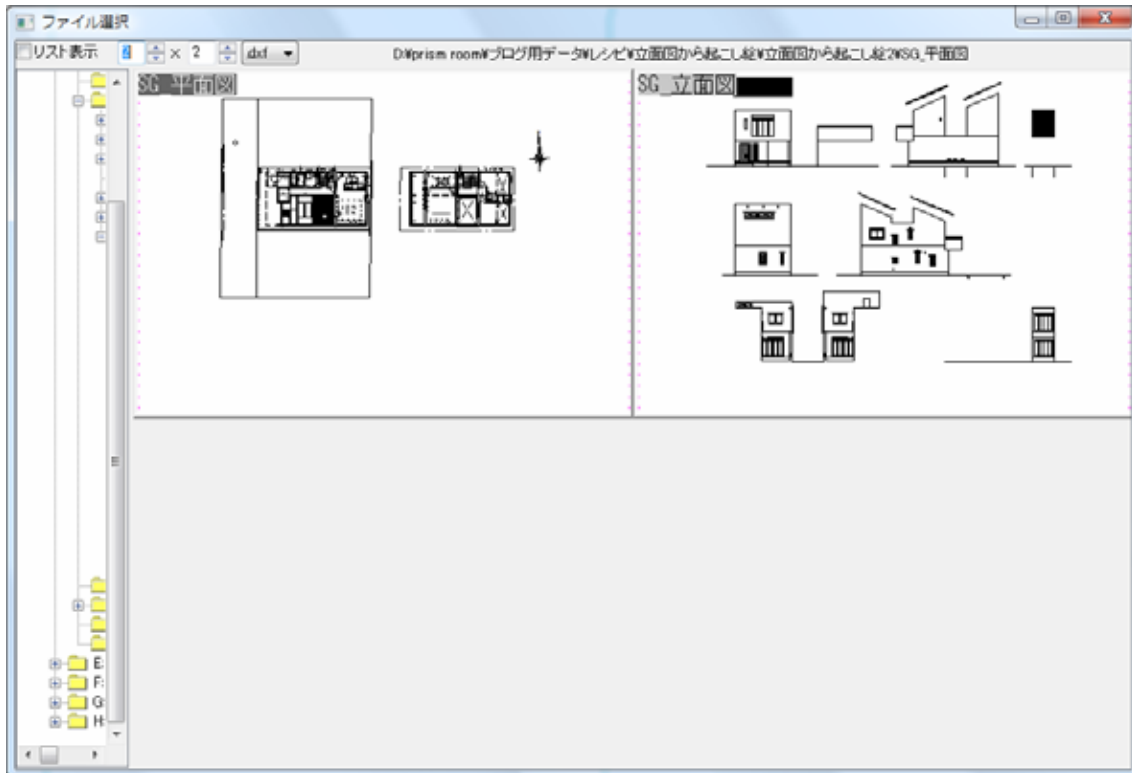 ファイル選択
リスト表示 2 × 2 dxf D:¥prism room¥ブログ用データ¥レシピ¥立面図から起こし絵¥立面図から起こし絵2¥SG_平面図
SG_平面図
SG_立面図
E:
F:
G:
H: